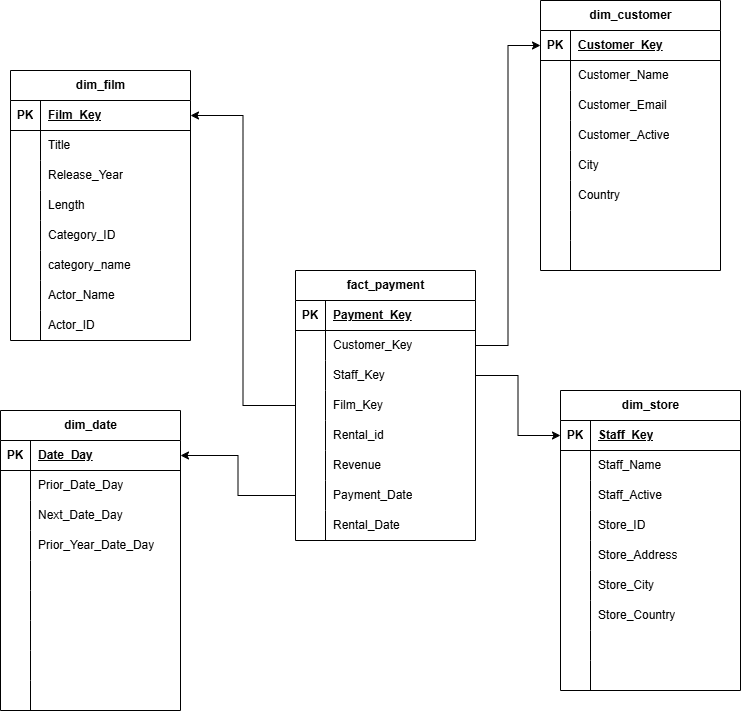 dim_customer
PK Customer_Key
Customer_Name
Customer_Email
Customer_Active
City
Country
dim_film
PK Film_Key
Title
Release_Year
Length
Category_ID
category_name
Actor_Name
Actor_ID
fact_payment
PK Payment_Key
Customer_Key
Staff_Key
Film_Key
Rental_id
Revenue
Payment_Date
Rental_Date
dim_date
PK Date_Day
Prior_Date_Day
Next_Date_Day
Prior_Year_Date_Day
dim_store
PK Staff_Key
Staff_Name
Staff_Active
Store_ID
Store_Address
Store_City
Store_Country